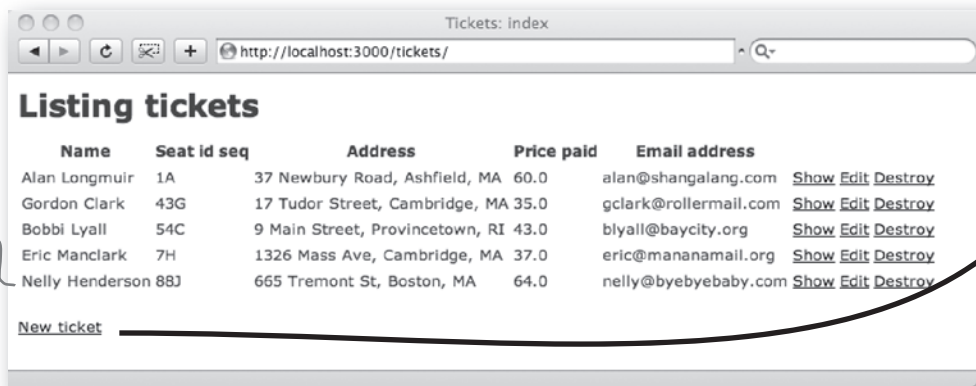 Tickets: index
http://localhost:3000/tickets/
Listing tickets
Name Seat id seq Address Price paid Email address
Alan Longmuir 1A 37 Newbury Road, Ashfield, MA 60.0 alan@shangalang.com Show Edit Destroy
Gordon Clark 43G 17 Tudor Street, Cambridge, MA 35.0 gclark@rollermail.com Show Edit Destroy
Bobbi Lyall 54C 9 Main Street, Provincetown, RI 43.0 blyall@baycity.org Show Edit Destroy
Eric Manclark 7H 1326 Mass Ave, Cambridge, MA 37.0 eric@mananamail.org Show Edit Destroy
Nelly Henderson 88J 665 Tremont St, Boston, MA 64.0 nelly@byebyebaby.com Show Edit Destroy
New ticket